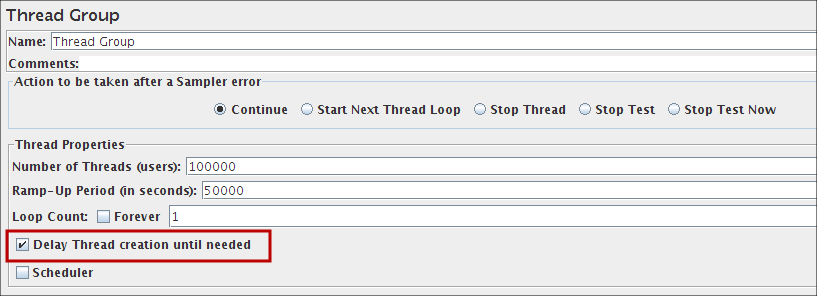 Thread Group
Name: Thread Group
Comments:
Action to be taken after a Sampler error
Continue Start Next Thread Loop Stop Thread Stop Test Stop Test Now
Thread Properties
Number of Threads (users): 100000
Ramp-Up Period (in seconds): 50000
Loop Count: Forever 1
Delay Thread creation until needed
Scheduler